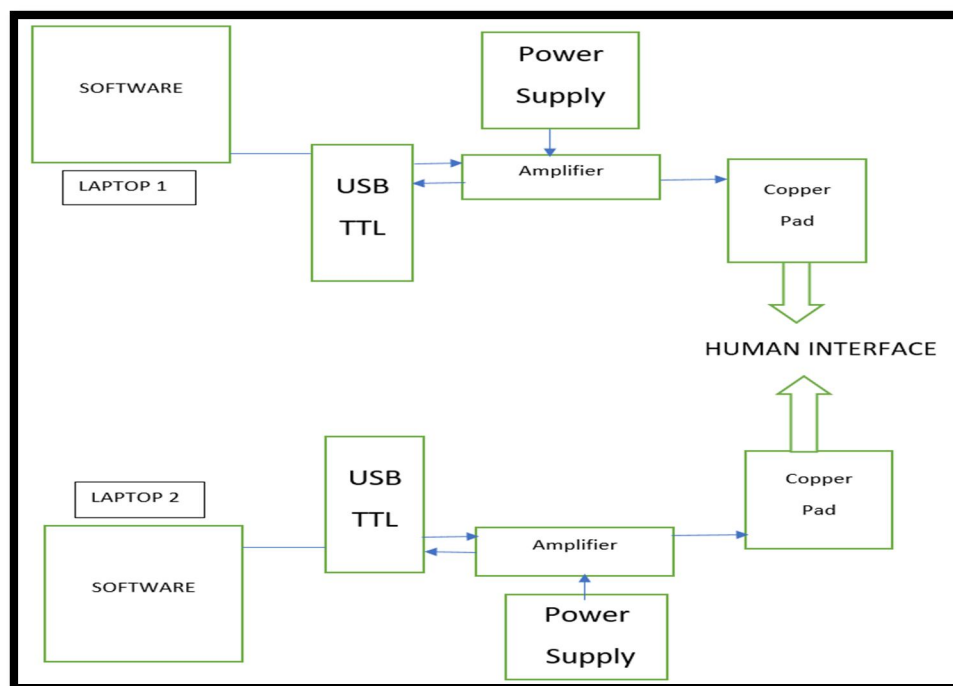 SOFTWARE
LAPTOP 1
USB
TTL
Power
Supply
Amplifier
Copper
Pad
HUMAN INTERFACE
LAPTOP 2
SOFTWARE
USB
TTL
Amplifier
Power
Supply
Copper
Pad